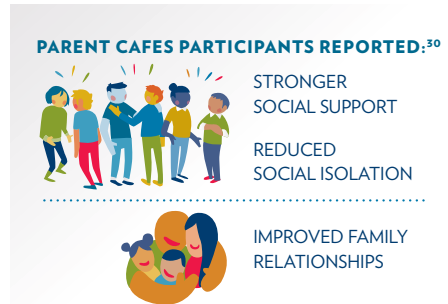 PARENT CAFES PARTICIPANTS REPORTED:30
STRONGER
SOCIAL SUPPORT
REDUCED
SOCIAL ISOLATION
IMPROVED FAMILY
RELATIONSHIPS